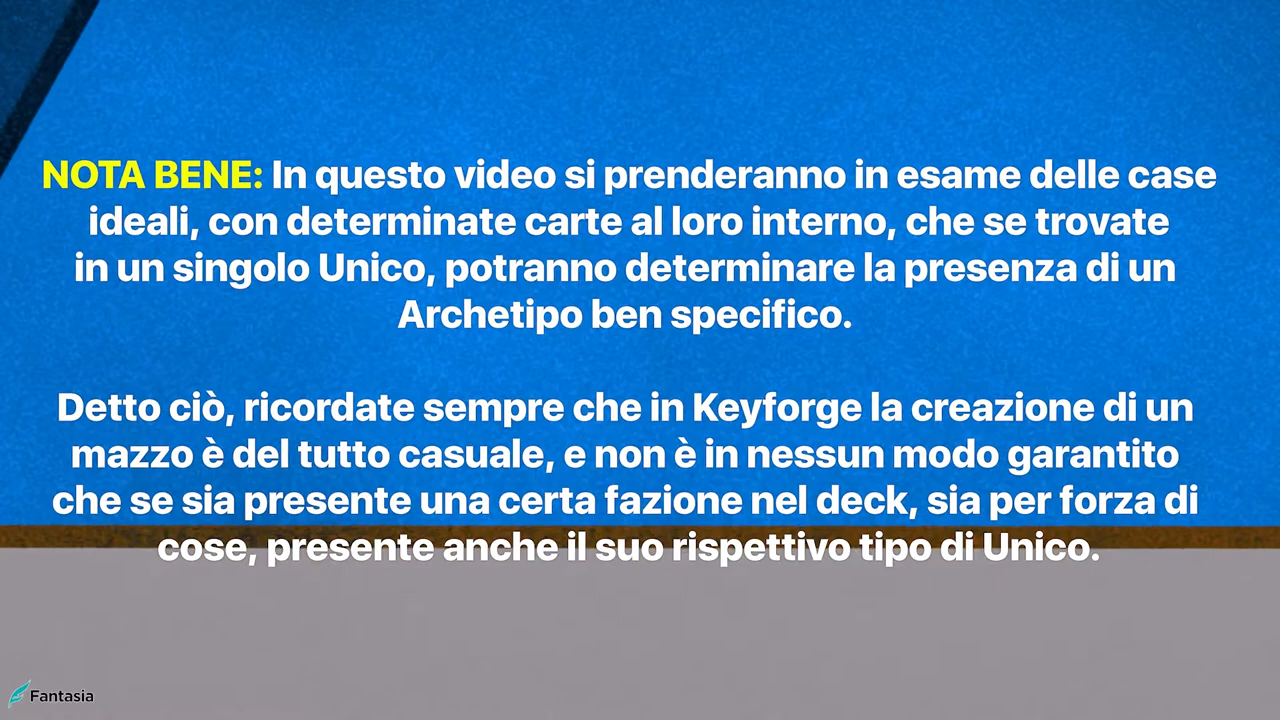 NOTA BENE: In questo video si prenderanno in esame delle case
ideali, con determinate carte al loro interno, che se trovate
in un singolo Unico, potranno determinare la presenza di un
Archetipo ben specifico.
Detto ciò, ricordate sempre che in Keyforge la creazione di un
mazzo è del tutto casuale, e non è in nessun modo garantito
che se sia presente una certa fazione nel deck, sia per forza di
cose, presente anche il suo rispettivo tipo di Unico.
Fantasia